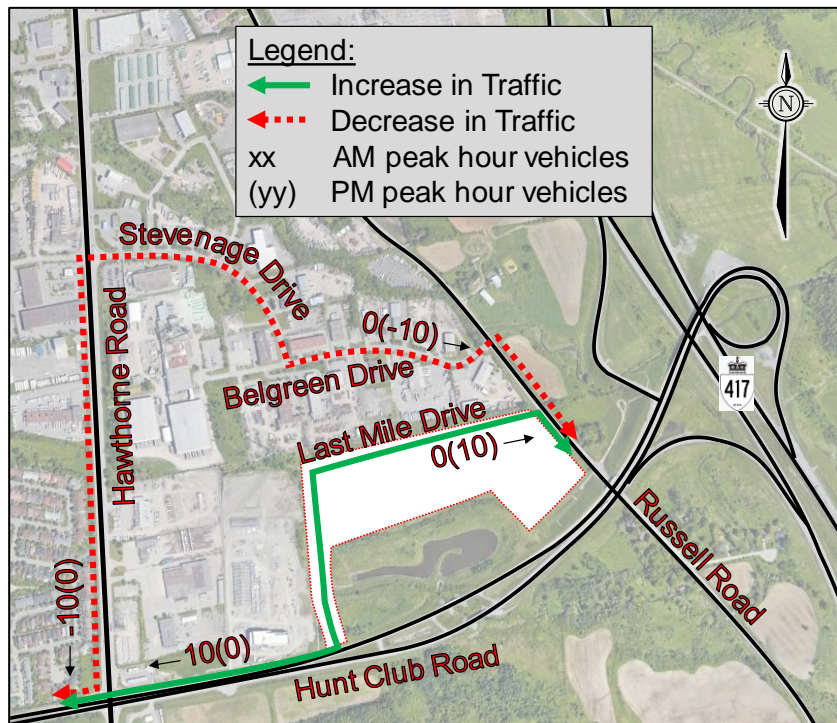 Legend:
Increase in Traffic
Decrease in Traffic
xx AM peak hour vehicles
(yy) PM peak hour vehicles
N
Stevenage Drive
0(-10)
Hawthorne Road
Belgreen Drive
417
Last Mile Drive
0(10)
Russell Road
-10(0)
10(0)
Hunt Club Road